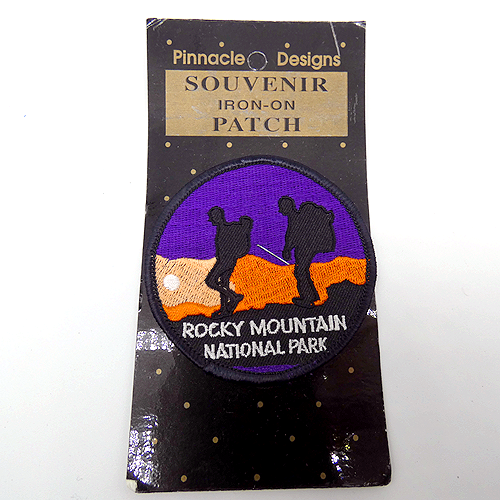 Pinnacle Designs
SOUVENIR
IRON-ON
PATCH
ROCKY MOUNTAIN
NATIONAL PARK